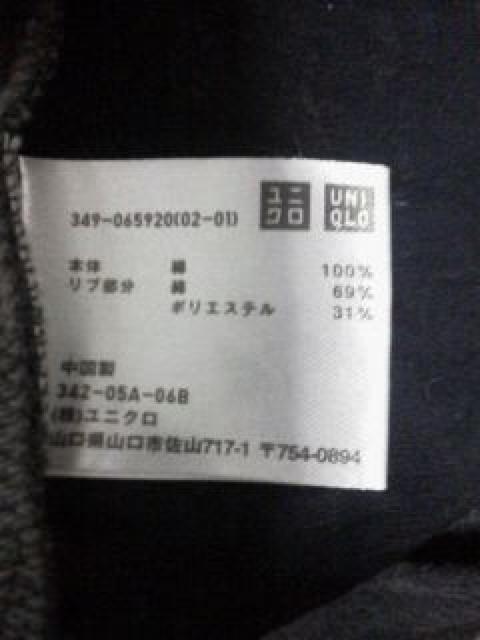 ユニクロ
UNIQLO
349-065920(02-01)
本体 綿 100%
リブ部分 綿 69%
ポリエステル 31%
中国製
342-05A-06B
(株)ユニクロ
山口県山口市佐山717-1 〒754-0894